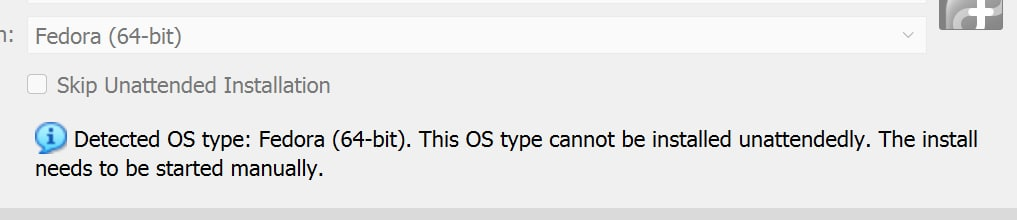 n:
Fedora (64-bit)
Skip Unattended Installation
Detected OS type: Fedora (64-bit). This OS type cannot be installed unattendedly. The install
needs to be started manually.